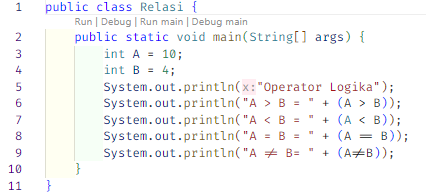 1 public class Relasi {
Run | Debug | Run main | Debug main
2 public static void main(String[] args) {
3 int A = 10;
4 int B = 4;
5 System.out.println(x:"Operator Logika");
6 System.out.println("A > B = " + (A > B));
7 System.out.println("A < B = " + (A < B));
8 System.out.println("A = B = " + (A == B));
9 System.out.println("A ≠ B= " + (A≠B));
10 }
11 }